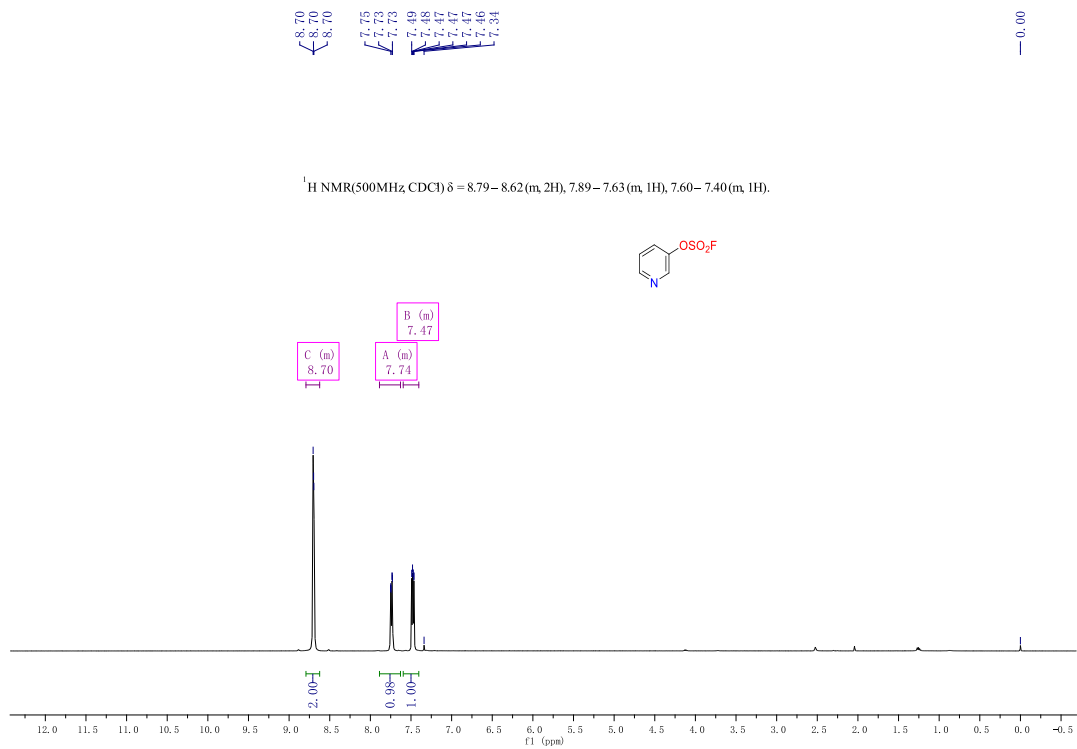 8.70
8.70
8.70
7.75
7.73
7.73
7.49
7.48
7.47
7.47
7.47
7.46
7.34
0.00
1H NMR(500MHz, CDCl3) δ = 8.79 – 8.62 (m, 2H), 7.89 – 7.63 (m, 1H), 7.60 – 7.40 (m, 1H).
OSO2F
N
B (m)
7.47
C (m)
8.70
A (m)
7.74
2.00
0.98
1.00
12.0 11.5 11.0 10.5 10.0 9.5 9.0 8.5 8.0 7.5 7.0 6.5 6.0 5.5 5.0 4.5 4.0 3.5 3.0 2.5 2.0 1.5 1.0 0.5 0.0 -0.5
f1 (ppm)